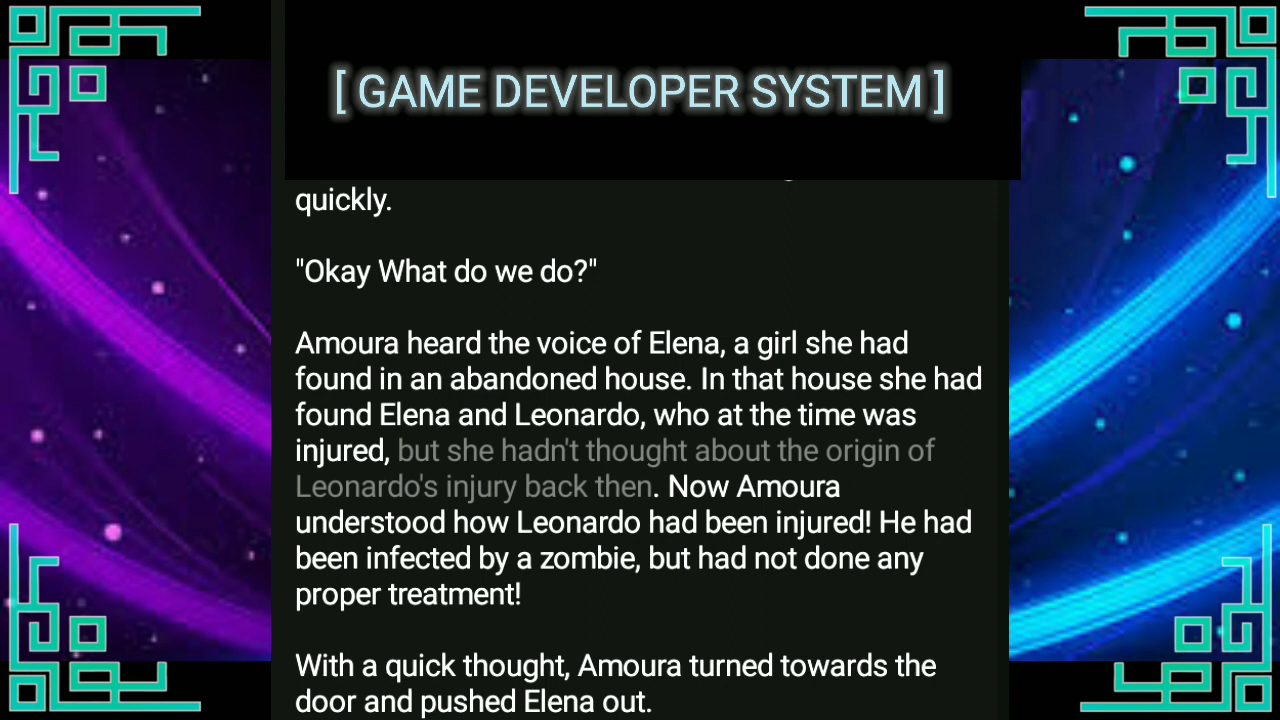 [ GAME DEVELOPER SYSTEM ]
quickly.
"Okay What do we do?"
Amoura heard the voice of Elena, a girl she had
found in an abandoned house. In that house she had
found Elena and Leonardo, who at the time was
injured, but she hadn't thought about the origin of
Leonardo's injury back then. Now Amoura
understood how Leonardo had been injured! He had
been infected by a zombie, but had not done any
proper treatment!
With a quick thought, Amoura turned towards the
door and pushed Elena out.